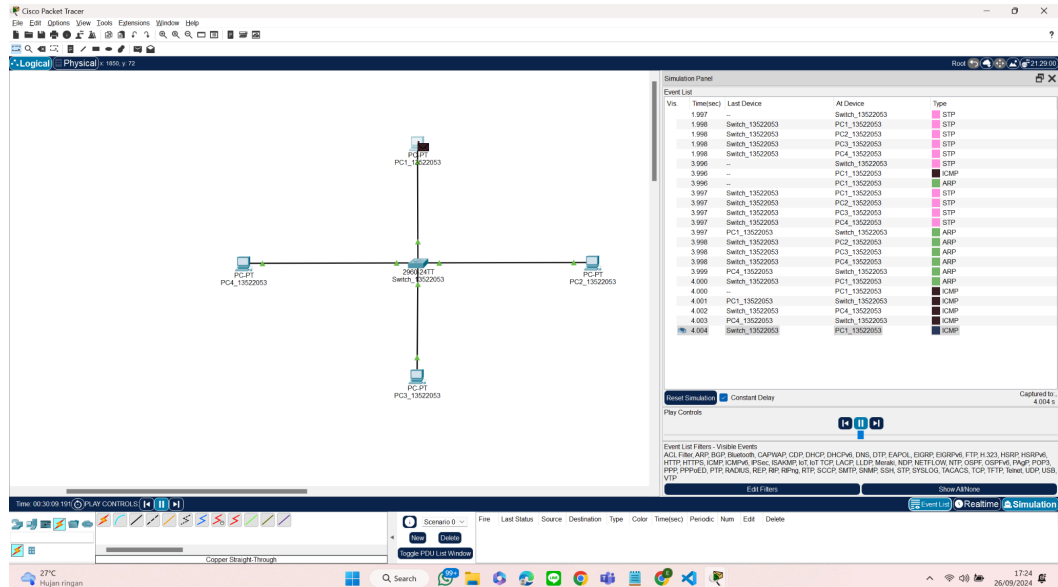 Cisco Packet Tracer
File Edit Options View Tools Extensions Window Help
?
Logical Physical x: 1850, y: 72 Root 21:29:00
PC-PT
PC1_13522053
PC-PT
PC4_13522053
2960-24TT
Switch_13522053
PC-PT
PC2_13522053
PC-PT
PC3_13522053
Simulation Panel
Event List
Vis. Time(sec) Last Device At Device Type
1.997 -- Switch_13522053 STP
1.998 Switch_13522053 PC1_13522053 STP
1.998 Switch_13522053 PC2_13522053 STP
1.998 Switch_13522053 PC3_13522053 STP
1.998 Switch_13522053 PC4_13522053 STP
3.996 -- Switch_13522053 STP
3.996 -- PC1_13522053 ICMP
3.996 -- PC1_13522053 ARP
3.997 Switch_13522053 PC1_13522053 STP
3.997 Switch_13522053 PC2_13522053 STP
3.997 Switch_13522053 PC3_13522053 STP
3.997 Switch_13522053 PC4_13522053 STP
3.997 PC1_13522053 Switch_13522053 ARP
3.998 Switch_13522053 PC2_13522053 ARP
3.998 Switch_13522053 PC3_13522053 ARP
3.998 Switch_13522053 PC4_13522053 ARP
3.999 PC4_13522053 Switch_13522053 ARP
4.000 Switch_13522053 PC1_13522053 ARP
4.000 -- PC1_13522053 ICMP
4.001 PC1_13522053 Switch_13522053 ICMP
4.002 Switch_13522053 PC4_13522053 ICMP
4.003 PC4_13522053 Switch_13522053 ICMP
4.004 Switch_13522053 PC1_13522053 ICMP
Reset Simulation Constant Delay Captured to:
4.004 s
Play Controls
Event List Filters - Visible Events
ACL Filter, ARP, BGP, Bluetooth, CAPWAP, CDP, DHCP, DHCPv6, DNS, DTP, EAPOL, EIGRP, EIGRPv6, FTP, H.323, HSRP, HSRPv6,
HTTP, HTTPS, ICMP, ICMPv6, IPSec, ISAKMP, IoT, IoT TCP, LACP, LLDP, Meraki, NDP, NETFLOW, NTP, OSPF, OSPFv6, PAgP, POP3,
PPP, PPPoED, PTP, RADIUS, REP, RIP, RIPng, RTP, SCCP, SMTP, SNMP, SSH, STP, SYSLOG, TACACS, TCP, TFTP, Telnet, UDP, USB,
VTP
Edit Filters Show All/None
Time: 00:30:09.191 PLAY CONTROLS: Event List Realtime Simulation
Scenario 0 Fire Last Status Source Destination Type Color Time(sec) Periodic Num Edit Delete
New Delete
Toggle PDU List Window
Copper Straight-Through
27°C
Hujan ringan
Search
99+
17:24
26/09/2024